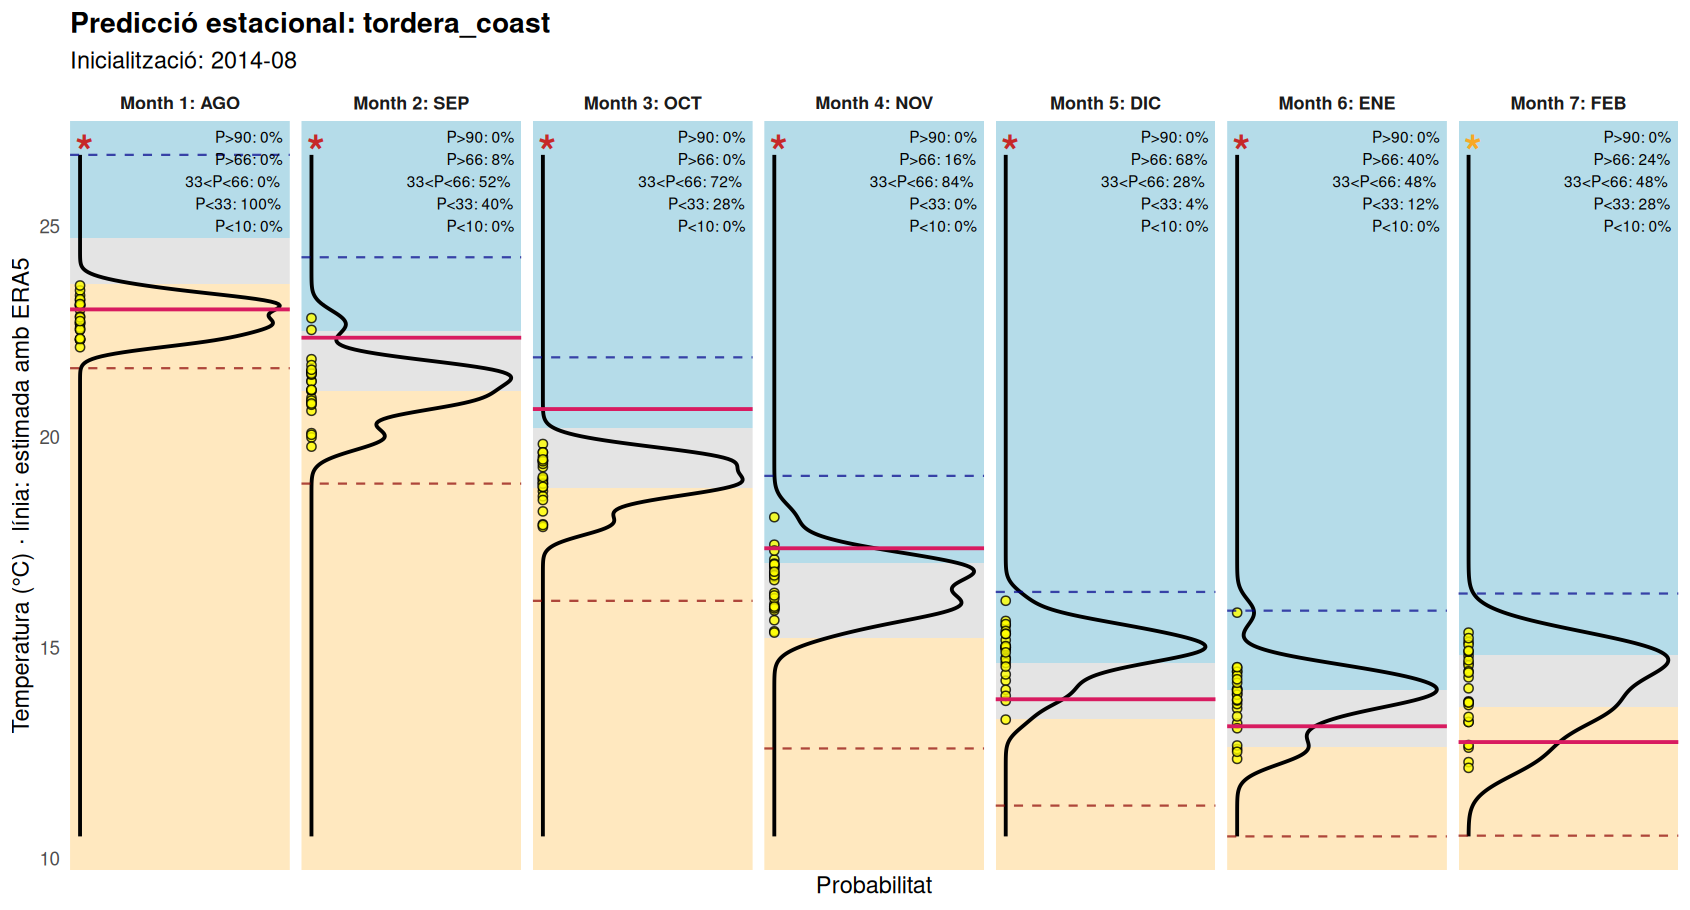 Predicció estacional: tordera_coast
Inicialització: 2014-08
Month 1: AGO
Month 2: SEP
Month 3: OCT
Month 4: NOV
Month 5: DIC
Month 6: ENE
Month 7: FEB
*
P>90: 0%
P>66: 0%
33<P<66: 0%
P<33: 100%
P<10: 0%
*
P>90: 0%
P>66: 8%
33<P<66: 52%
P<33: 40%
P<10: 0%
*
P>90: 0%
P>66: 0%
33<P<66: 72%
P<33: 28%
P<10: 0%
*
P>90: 0%
P>66: 16%
33<P<66: 84%
P<33: 0%
P<10: 0%
*
P>90: 0%
P>66: 68%
33<P<66: 28%
P<33: 4%
P<10: 0%
*
P>90: 0%
P>66: 40%
33<P<66: 48%
P<33: 12%
P<10: 0%
*
P>90: 0%
P>66: 24%
33<P<66: 48%
P<33: 28%
P<10: 0%
25
20
15
10
Temperatura (°C) · línia: estimada amb ERA5
Probabilitat